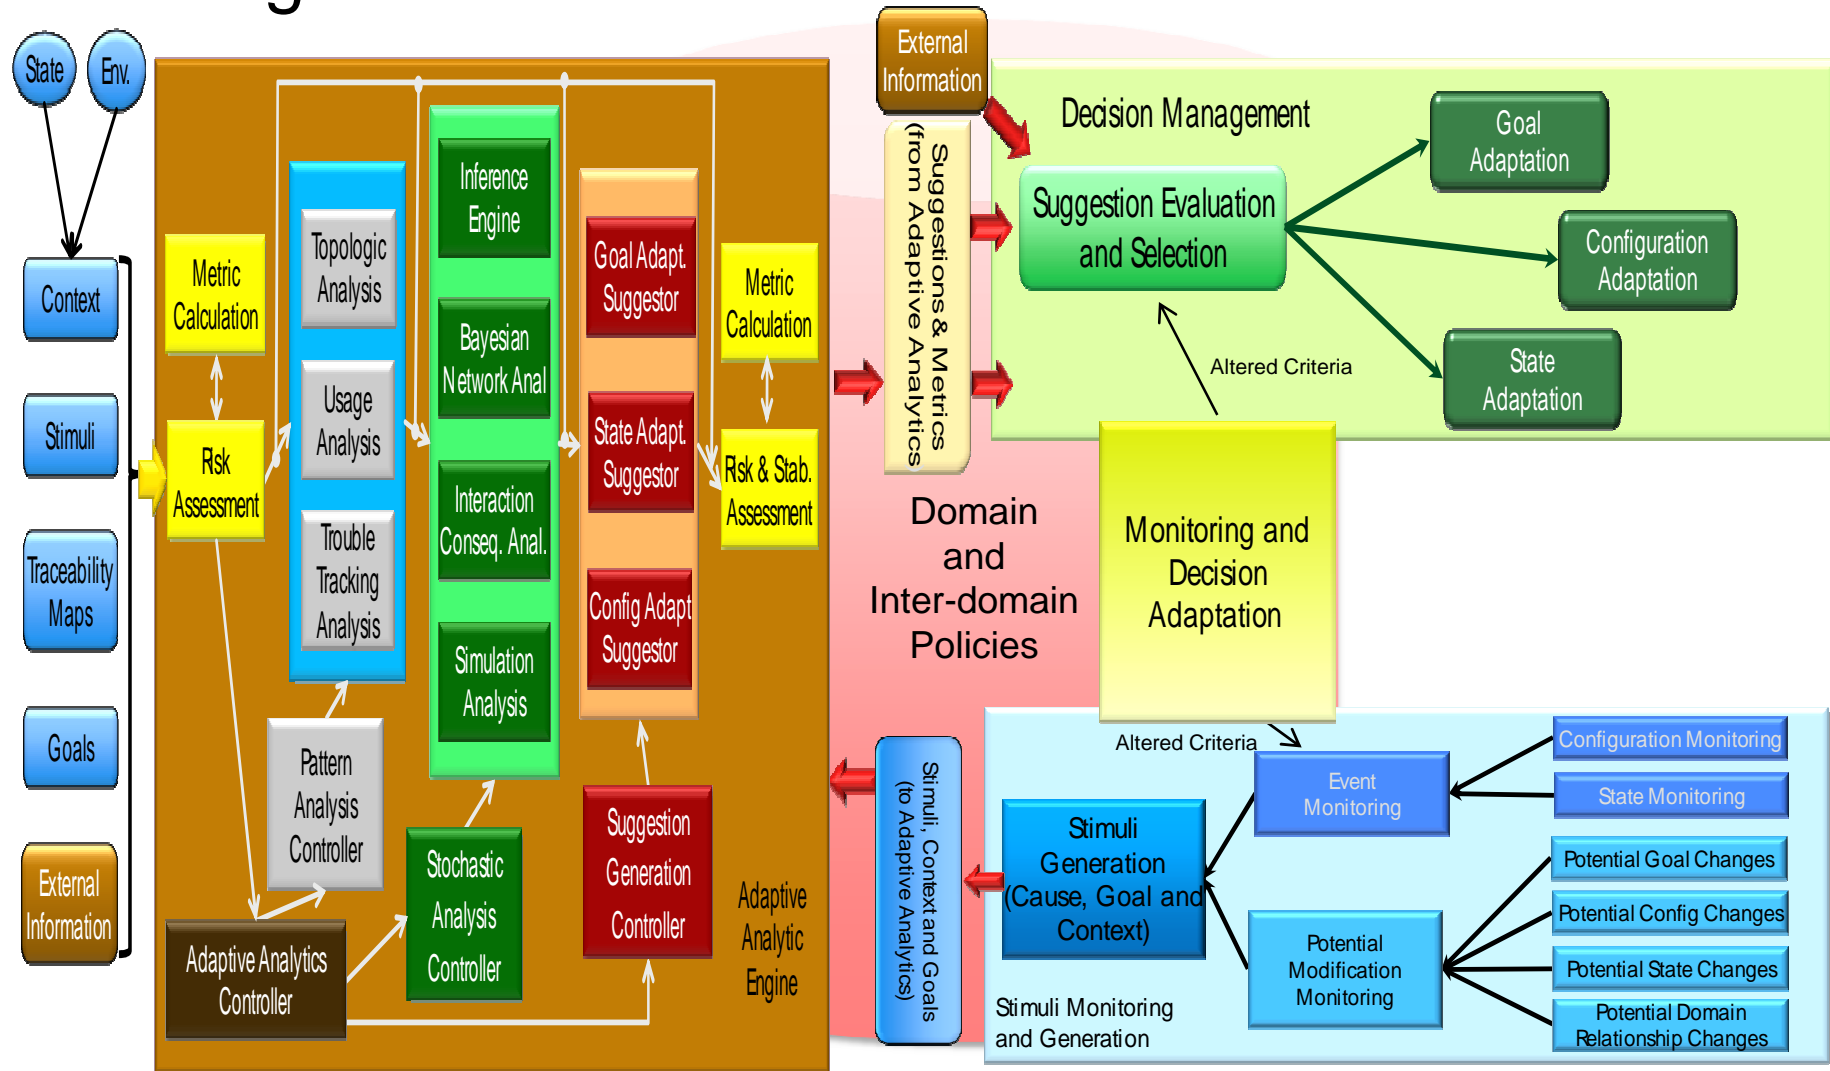 State
Env.
Context
Stimuli
Traceability
Maps
Goals
External
Information
Metric
Calculation
Risk
Assessment
Topologic
Analysis
Usage
Analysis
Trouble
Tracking
Analysis
Pattern
Analysis
Controller
Adaptive Analytics
Controller
Inference
Engine
Bayesian
Network Anal
Interaction
Conseq. Anal.
Simulation
Analysis
Stochastic
Analysis
Controller
Goal Adapt.
Suggestor
State Adapt.
Suggestor
Config Adapt
Suggestor
Suggestion
Generation
Controller
Metric
Calculation
Risk & Stab.
Assessment
Adaptive
Analytic
Engine
External
Information
Suggestions & Metrics
(from Adaptive Analytics)
Domain
and
Inter-domain
Policies
Stimuli, Context and Goals
(to Adaptive Analytics)
Decision Management
Suggestion Evaluation
and Selection
Goal
Adaptation
Configuration
Adaptation
State
Adaptation
Altered Criteria
Monitoring and
Decision
Adaptation
Altered Criteria
Event
Monitoring
Configuration Monitoring
State Monitoring
Stimuli
Generation
(Cause, Goal and
Context)
Potential
Modification
Monitoring
Potential Goal Changes
Potential Config Changes
Potential State Changes
Potential Domain
Relationship Changes
Stimuli Monitoring
and Generation